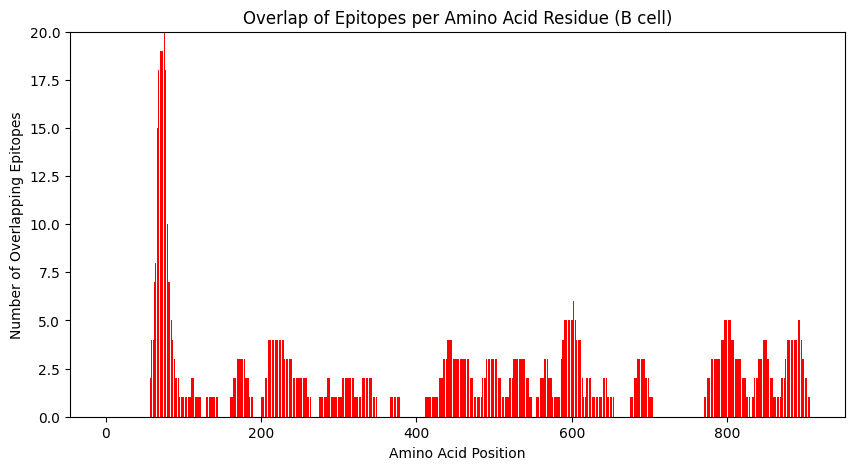 Overlap of Epitopes per Amino Acid Residue (B cell)
20.0
17.5
15.0
12.5
10.0
7.5
5.0
2.5
0.0
Number of Overlapping Epitopes
0 200 400 600 800
Amino Acid Position